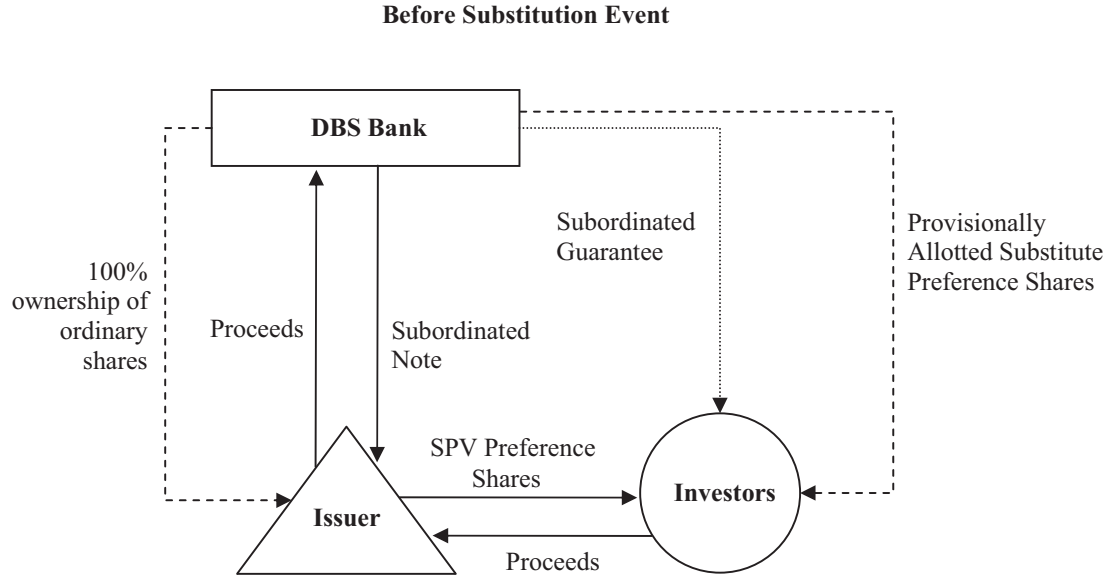 Before Substitution Event
DBS Bank
Subordinated
Guarantee
Provisionally
Allotted Substitute
Preference Shares
100%
ownership of
ordinary
shares
Proceeds
Subordinated
Note
SPV Preference
Shares
Issuer
Investors
Proceeds